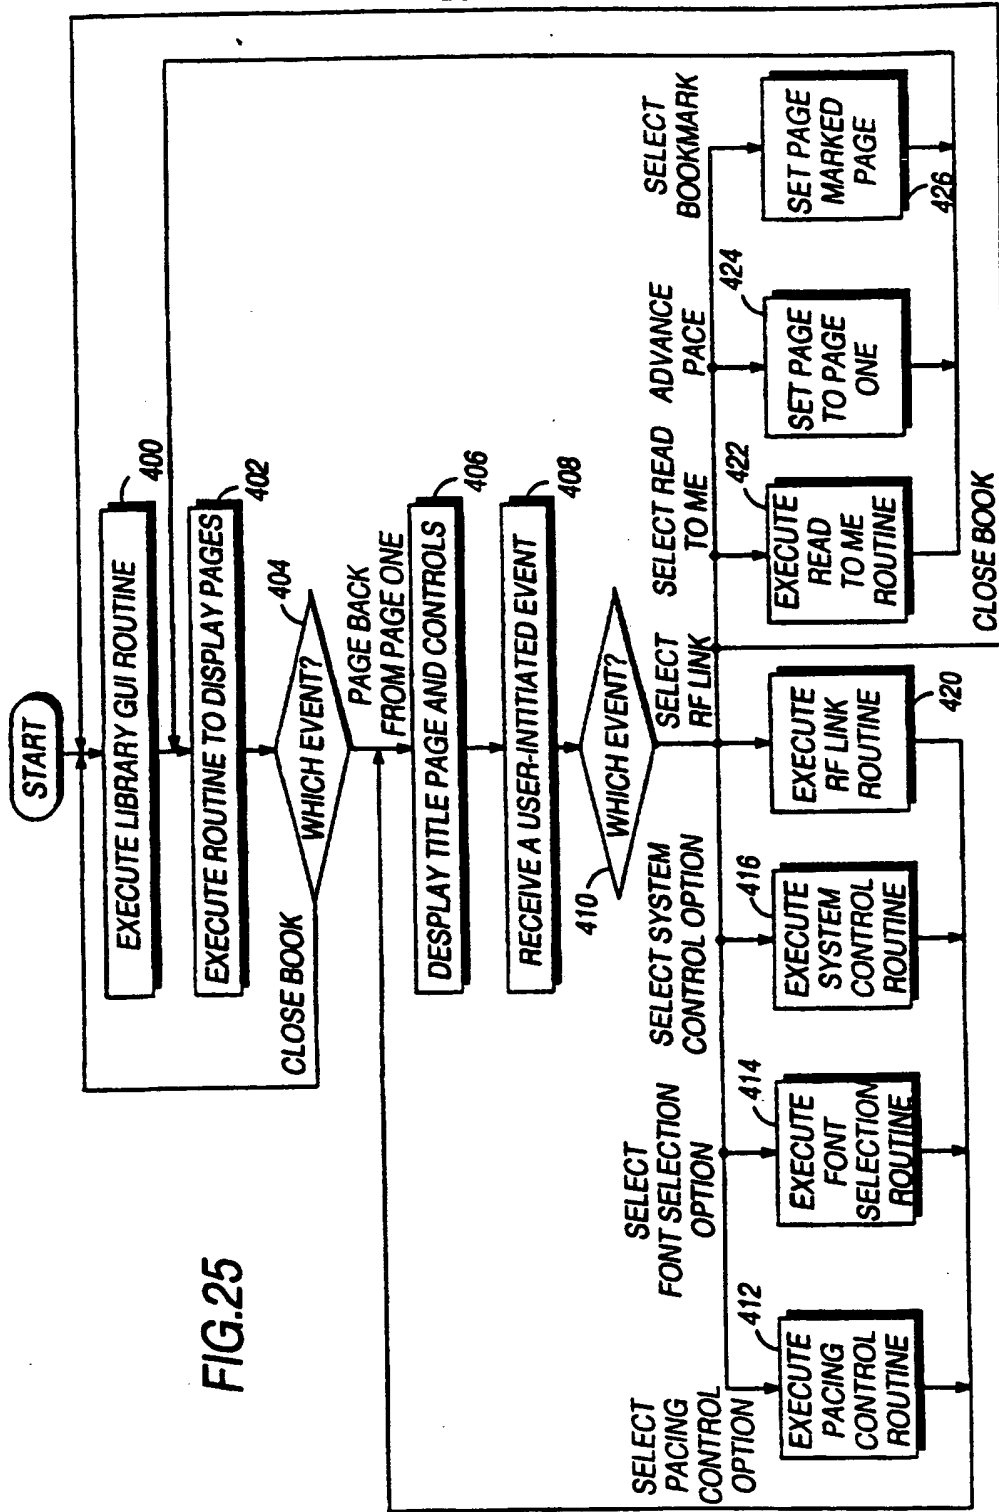 FIG.25
START
EXECUTE LIBRARY GUI ROUTINE
400
EXECUTE ROUTINE TO DISPLAY PAGES
402
WHICH EVENT?
404
CLOSE BOOK
PAGE BACK
FROM PAGE ONE
DESPLAY TITLE PAGE AND CONTROLS
406
RECEIVE A USER-INTITIATED EVENT
408
WHICH EVENT?
410
SELECT
PACING
CONTROL
OPTION
SELECT
FONT SELECTION
OPTION
SELECT SYSTEM
CONTROL OPTION
SELECT
RF LINK
SELECT READ
TO ME
ADVANCE
PACE
SELECT
BOOKMARK
412
EXECUTE
PACING
CONTROL
ROUTINE
414
EXECUTE
FONT
SELECTION
ROUTINE
416
EXECUTE
SYSTEM
CONTROL
ROUTINE
EXECUTE
RF LINK
ROUTINE
420
422
EXECUTE
READ
TO ME
ROUTINE
424
SET PAGE
TO PAGE
ONE
SET PAGE
MARKED
PAGE
426
CLOSE BOOK